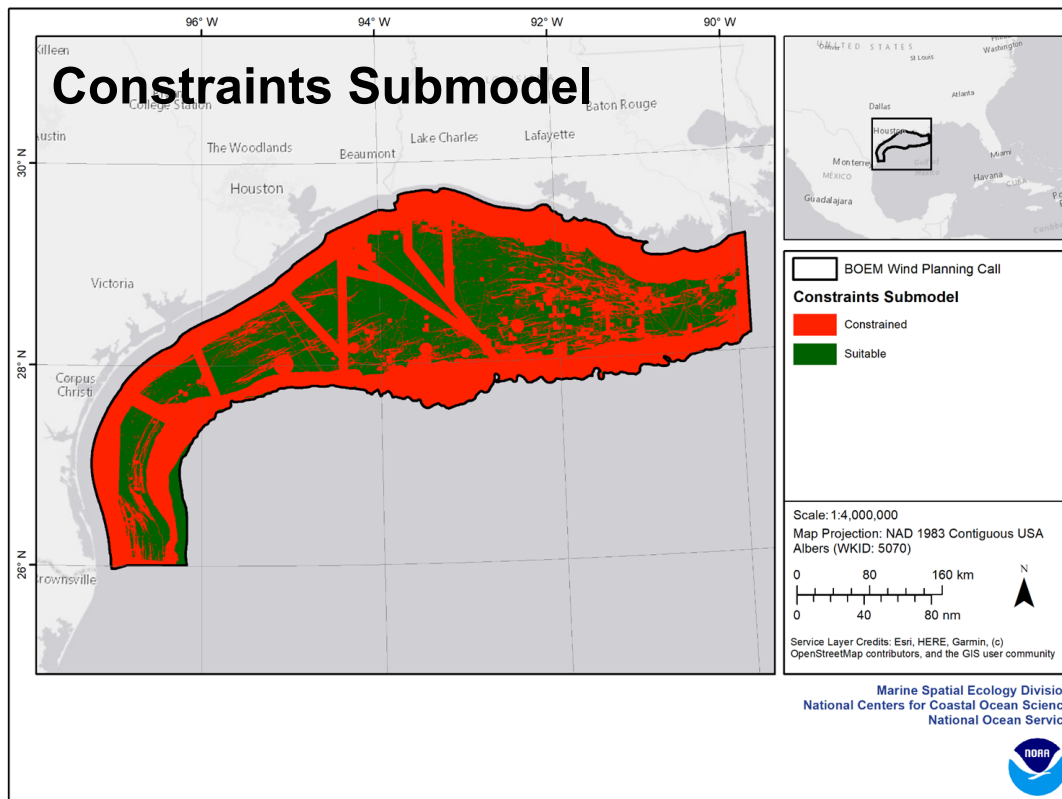 96° W
94° W
92° W
90° W
Constraints Submodel
Killeen
College Station
Baton Rouge
Austin
Lake Charles
Lafayette
The Woodlands
Beaumont
30° N
Houston
Victoria
28° N
Corpus
Christi
26° N
Brownsville
UNITED STATES
Denver
Washington
St Louis
Atlanta
Dallas
Houston
Monterrey
Gulf of
Mexico
Miami
MÉXICO
Havana
CUBA
Guadalajara
BOEM Wind Planning Call
Constraints Submodel
Constrained
Suitable
Scale: 1:4,000,000
Map Projection: NAD 1983 Contiguous USA
Albers (WKID: 5070)
N
0 80 160 km
0 40 80 nm
Service Layer Credits: Esri, HERE, Garmin, (c)
OpenStreetMap contributors, and the GIS user community
Marine Spatial Ecology Divisio
National Centers for Coastal Ocean Scienc
National Ocean Servic
NOAA